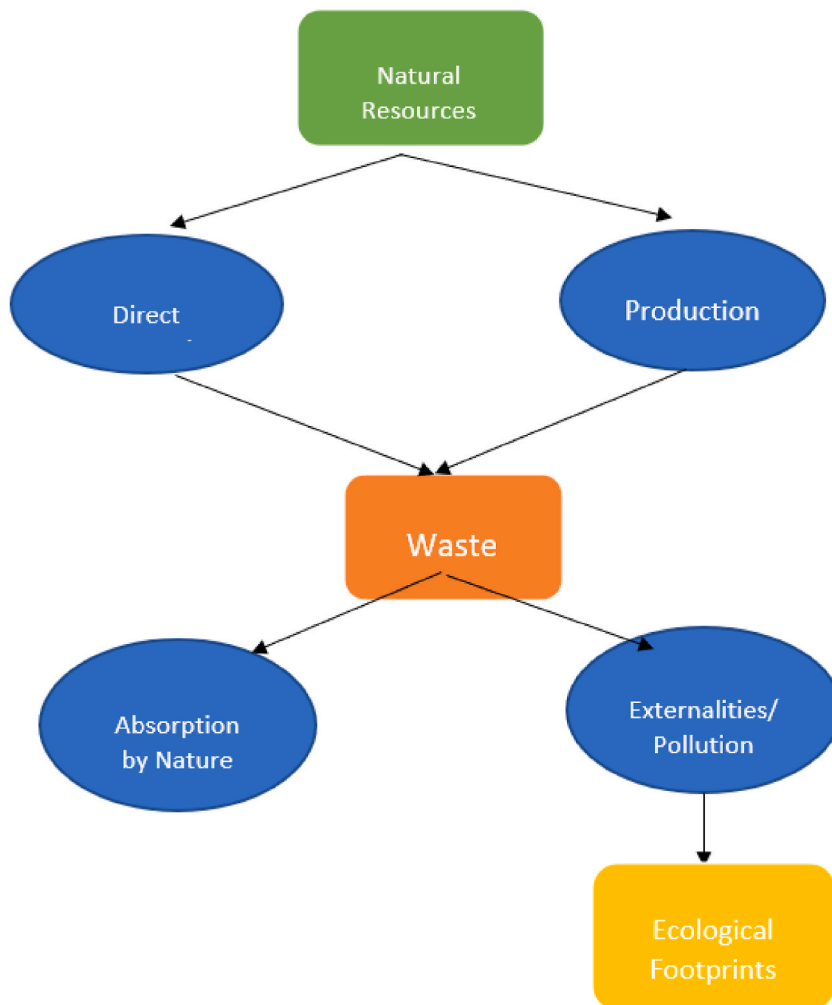 Natural
Resources
Direct
Production
Waste
Absorption
by Nature
Externalities/
Pollution
Ecological
Footprints